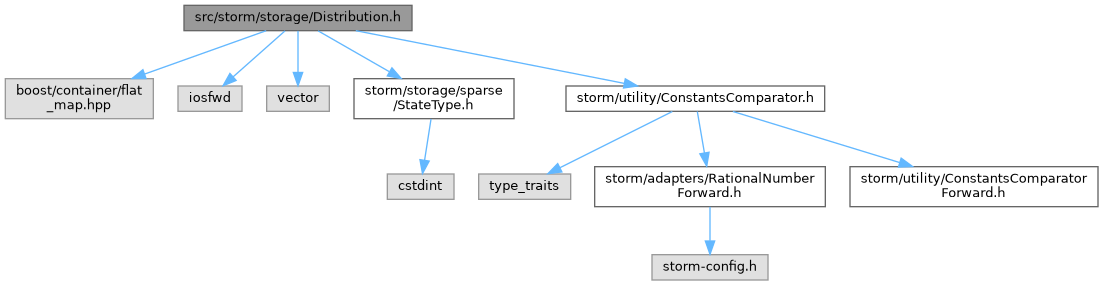 src/storm/storage/Distribution.h
boost/container/flat
_map.hpp
iosfwd
vector
storm/storage/sparse
/StateType.h
storm/utility/ConstantsComparator.h
cstdint
type_traits
storm/adapters/RationalNumber
Forward.h
storm/utility/ConstantsComparator
Forward.h
storm-config.h